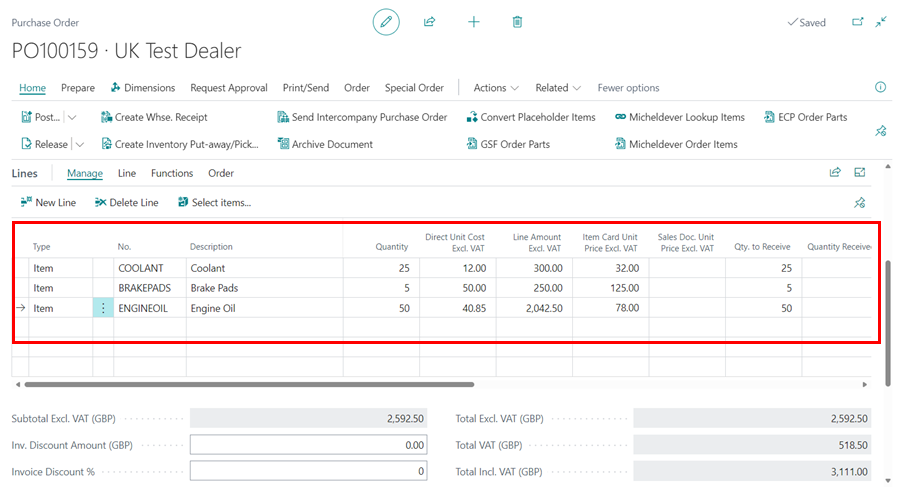 Purchase Order
Saved
PO100159 · UK Test Dealer
Home Prepare Dimensions Request Approval Print/Send Order Special Order Actions Related Fewer options
Post... Create Whse. Receipt Send Intercompany Purchase Order Convert Placeholder Items Micheldever Lookup Items ECP Order Parts
Release Create Inventory Put-away/Pick... Archive Document GSF Order Parts Micheldever Order Items
Lines Manage Line Functions Order
New Line Delete Line Select items...
Direct Unit Cost Line Amount Item Card Unit Sales Doc. Unit
Type No. Description Quantity Excl. VAT Excl. VAT Price Excl. VAT Price Excl. VAT Qty. to Receive Quantity Received
Item COOLANT Coolant 25 12.00 300.00 32.00 25
Item BRAKEPADS Brake Pads 5 50.00 250.00 125.00 5
Item ENGINEOIL Engine Oil 50 40.85 2,042.50 78.00 50
Subtotal Excl. VAT (GBP) 2,592.50 Total Excl. VAT (GBP) 2,592.50
Inv. Discount Amount (GBP) 0.00 Total VAT (GBP) 518.50
Invoice Discount % 0 Total Incl. VAT (GBP) 3,111.00